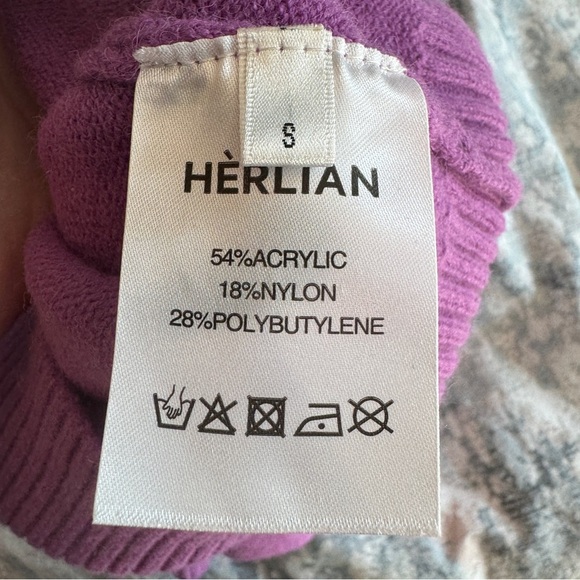 S
HÈRLIAN
54%ACRYLIC
18%NYLON
28%POLYBUTYLENE